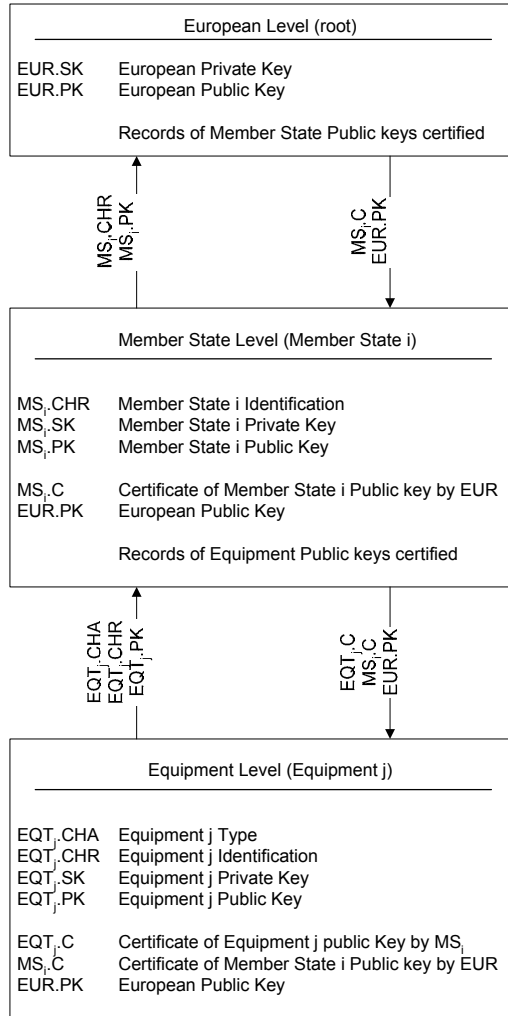 European Level (root)
EUR.SK European Private Key
EUR.PK European Public Key
Records of Member State Public keys certified
MSi.CHR
MSi.PK
MSi.C
EUR.PK
Member State Level (Member State i)
MSi.CHR Member State i Identification
MSi.SK Member State i Private Key
MSi.PK Member State i Public Key
MSi.C Certificate of Member State i Public key by EUR
EUR.PK European Public Key
Records of Equipment Public keys certified
EQTj.CHA
EQTj.CHR
EQTj.PK
EQTj.C
MSi.C
EUR.PK
Equipment Level (Equipment j)
EQTj.CHA Equipment j Type
EQTj.CHR Equipment j Identification
EQTj.SK Equipment j Private Key
EQTj.PK Equipment j Public Key
EQTj.C Certificate of Equipment j public Key by MSi
MSi.C Certificate of Member State i Public key by EUR
EUR.PK European Public Key